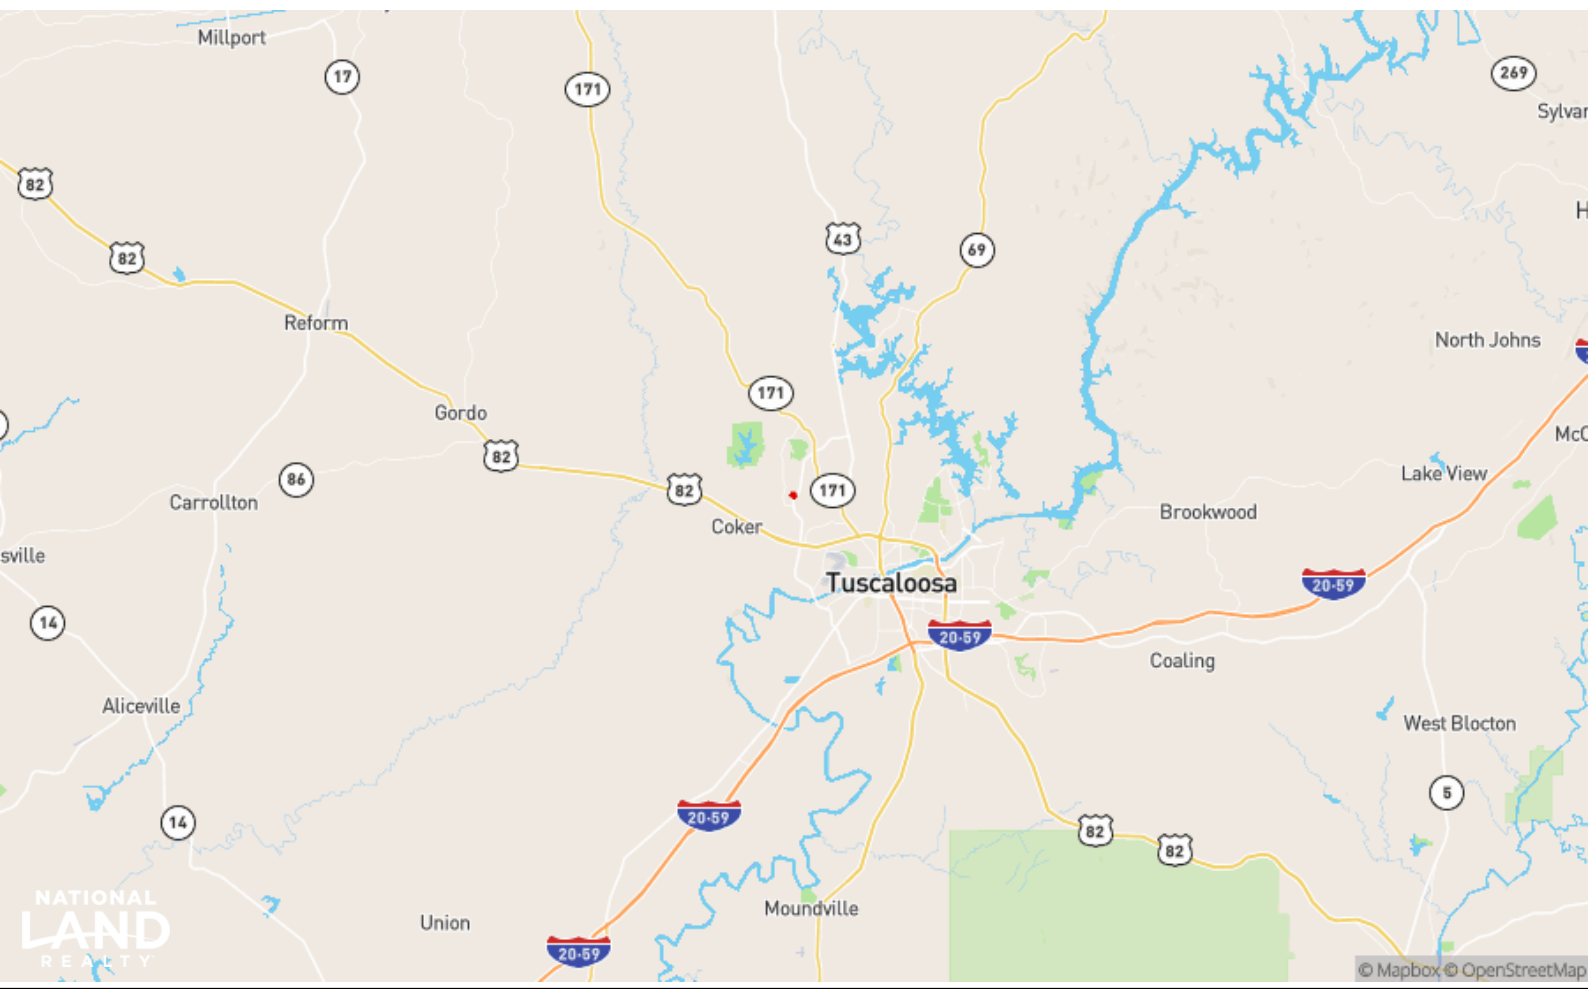 Millport
17
171
269
Sylvar
82
82
43
69
H
Reform
North Johns
171
Gordo
McC
82
86
82
171
Lake View
Carrollton
Coker
Brookwood
sville
Tuscaloosa
20-59
14
20-59
Coaling
Aliceville
West Blocton
5
20-59
14
82
82
NATIONAL
LAND
REALTY
Union
Moundville
20-59
© Mapbox © OpenStreetMap